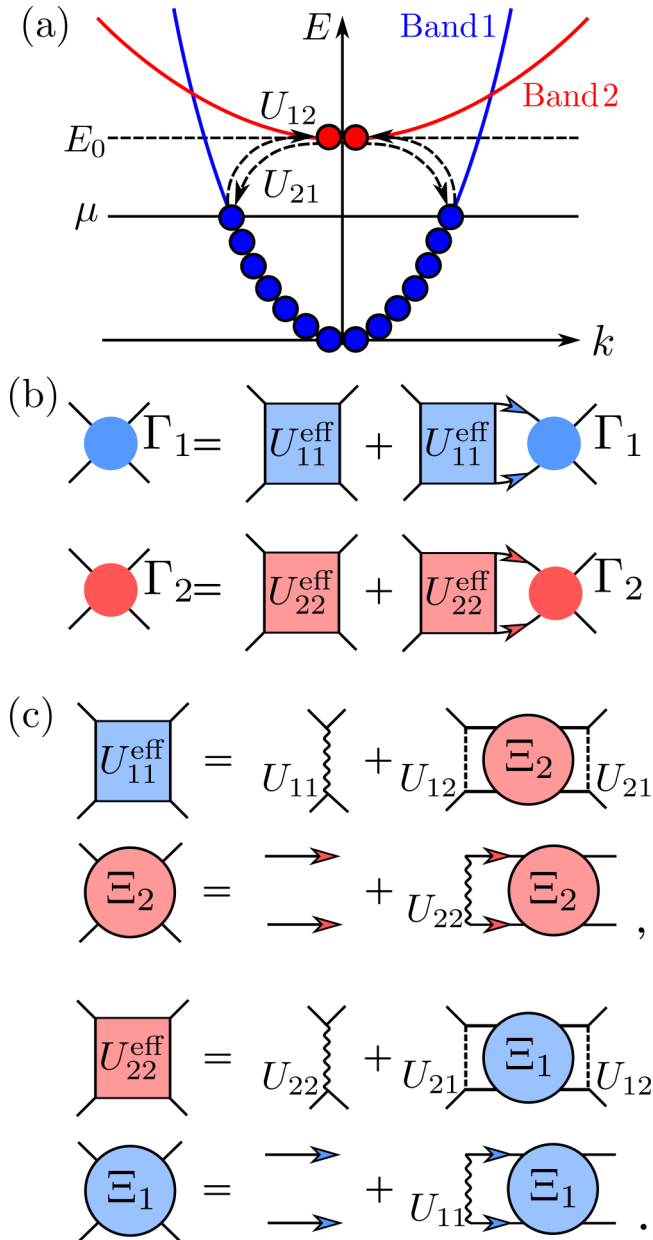 (a)
E
Band 1
Band 2
U₁₂
E₀
U₂₁
μ
k
(b)
Γ₁ = U₁₁ᵉᶠᶠ + U₁₁ᵉᶠᶠ Γ₁
Γ₂ = U₂₂ᵉᶠᶠ + U₂₂ᵉᶠᶠ Γ₂
(c)
U₁₁ᵉᶠᶠ = U₁₁ + U₁₂ Ξ₂ U₂₁
Ξ₂ = + U₂₂ Ξ₂ ,
U₂₂ᵉᶠᶠ = U₂₂ + U₂₁ Ξ₁ U₁₂
Ξ₁ = + U₁₁ Ξ₁ .